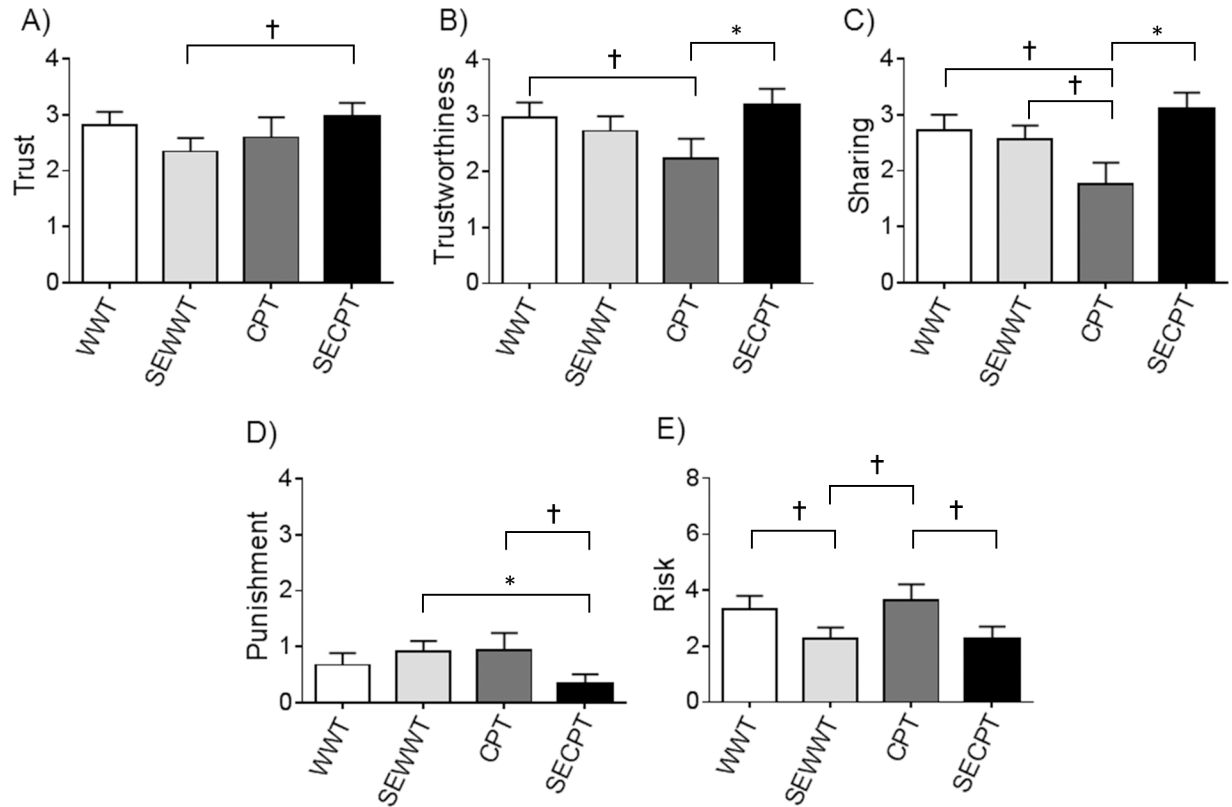 A)
†
Trust
4
3
2
1
0
WWT
SEWWT
CPT
SECPT
B)
†
*
Trustworthiness
4
3
2
1
0
WWT
SEWWT
CPT
SECPT
C)
†
*
†
Sharing
4
3
2
1
0
WWT
SEWWT
CPT
SECPT
D)
†
*
Punishment
4
3
2
1
0
WWT
SEWWT
CPT
SECPT
E)
†
†
†
Risk
8
6
4
2
0
WWT
SEWWT
CPT
SECPT